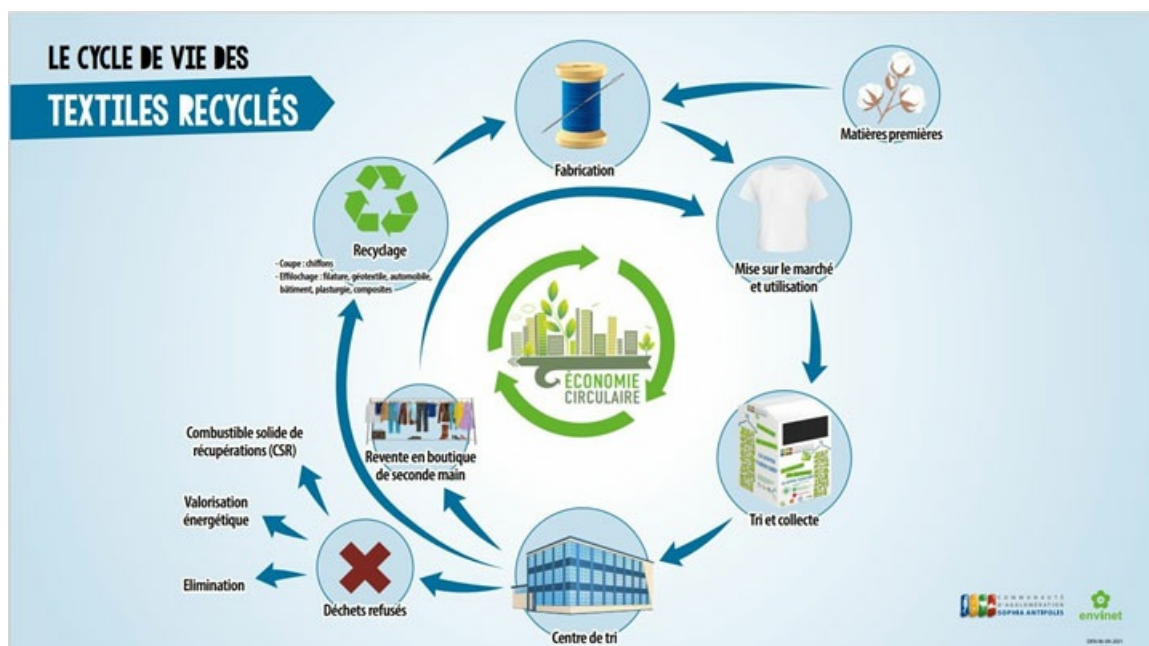 LE CYCLE DE VIE DES
TEXTILES RECYCLÉS
Matières premières
Fabrication
Recyclage
- Coupe : chiffons
- Effilochage : filature, géotextile, automobile,
bâtiment, plasturgie, composites
Mise sur le marché
et utilisation
ÉCONOMIE
CIRCULAIRE
Revente en boutique
de seconde main
Combustible solide de
récupérations (CSR)
Valorisation
énergétique
Elimination
Déchets refusés
Centre de tri
Tri et collecte
COMMUNAUTÉ
D'AGGLOMÉRATION
SOPHIA ANTIPOLIS
envinet